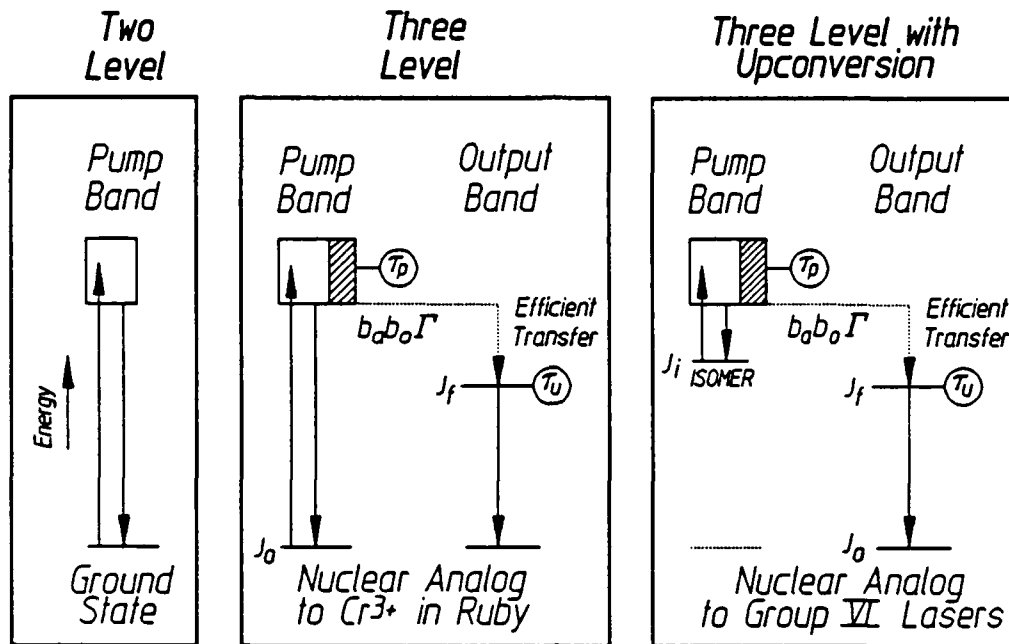 Two
Level
Pump
Band
Energy
Ground
State
Three
Level
Pump
Band
Output
Band
τp
Efficient
Transfer
baboΓ
Jf
τu
Jo
Nuclear Analog
to Cr3+ in Ruby
Three Level with
Upconversion
Pump
Band
Output
Band
τp
Efficient
Transfer
baboΓ
Ji ISOMER
Jf
τu
Jo
Nuclear Analog
to Group VI Lasers